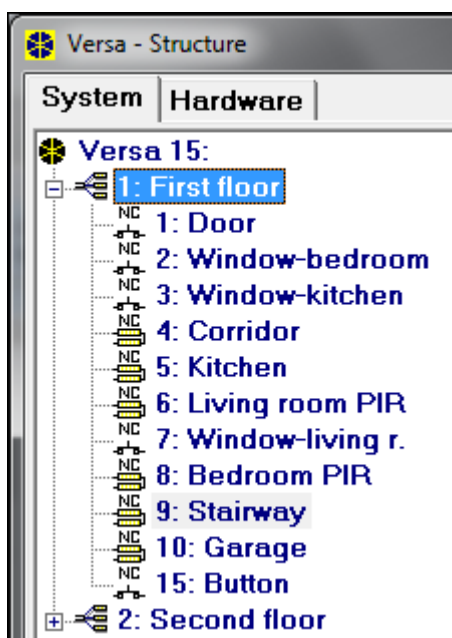 Versa - Structure
System Hardware
Versa 15:
1: First floor
NC 1: Door
NC 2: Window-bedroom
NC 3: Window-kitchen
NC 4: Corridor
NC 5: Kitchen
NC 6: Living room PIR
NC 7: Window-living r.
NC 8: Bedroom PIR
NC 9: Stairway
NC 10: Garage
NC 15: Button
2: Second floor